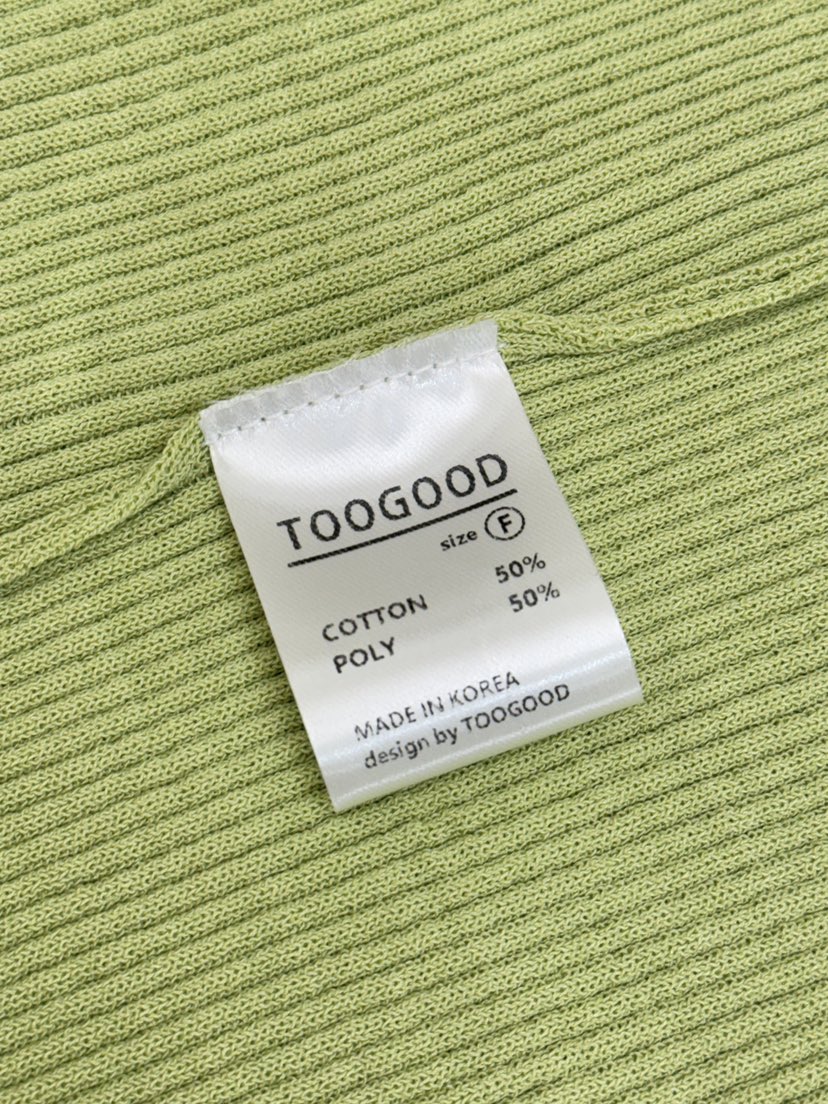 TOOGOOD
size F
COTTON 50%
POLY 50%
MADE IN KOREA
design by TOOGOOD